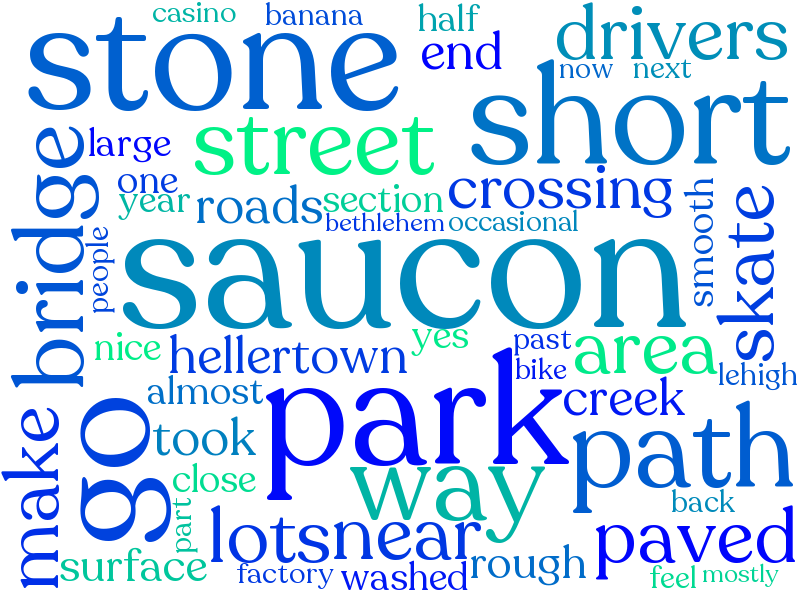 casino
banana
half
drivers
stone
end
now
next
short
large
street
bridge
one
year
roads
section
crossing
bethlehem
occasional
smooth
skate
people
saucon
nice
hellertown
yes
past
area
bike
lehigh
almost
park
creek
go
make
took
way
path
close
back
part
lots
near
paved
surface
factory
washed
rough
feel
mostly